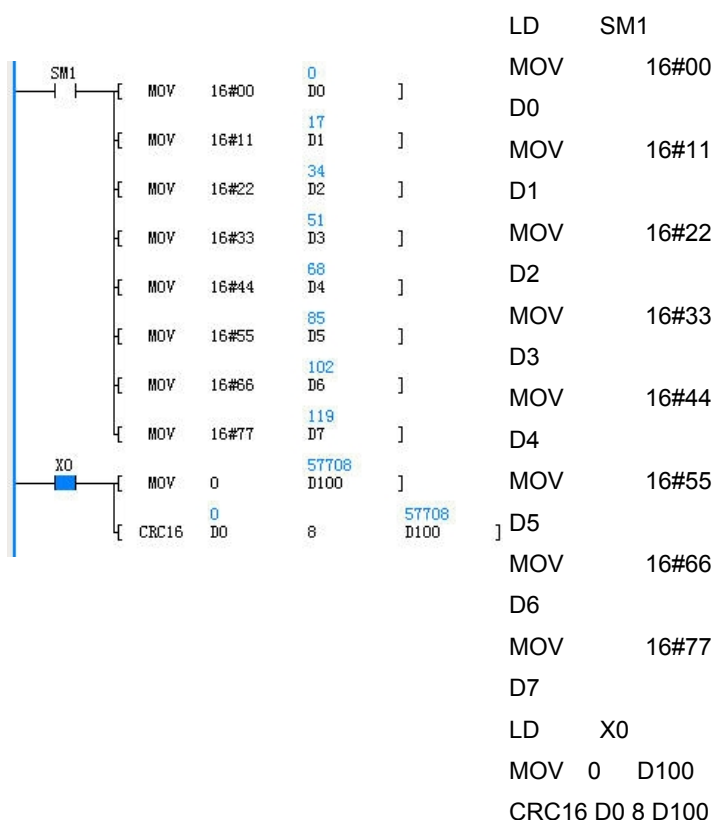 SM1
0
[ MOV 16#00 D0 ]
17
[ MOV 16#11 D1 ]
34
[ MOV 16#22 D2 ]
51
[ MOV 16#33 D3 ]
68
[ MOV 16#44 D4 ]
85
[ MOV 16#55 D5 ]
102
[ MOV 16#66 D6 ]
119
[ MOV 16#77 D7 ]
X0
57708
[ MOV 0 D100 ]
0 57708
[ CRC16 D0 8 D100 ]
LD SM1
MOV 16#00
D0
MOV 16#11
D1
MOV 16#22
D2
MOV 16#33
D3
MOV 16#44
D4
MOV 16#55
D5
MOV 16#66
D6
MOV 16#77
D7
LD X0
MOV 0 D100
CRC16 D0 8 D100